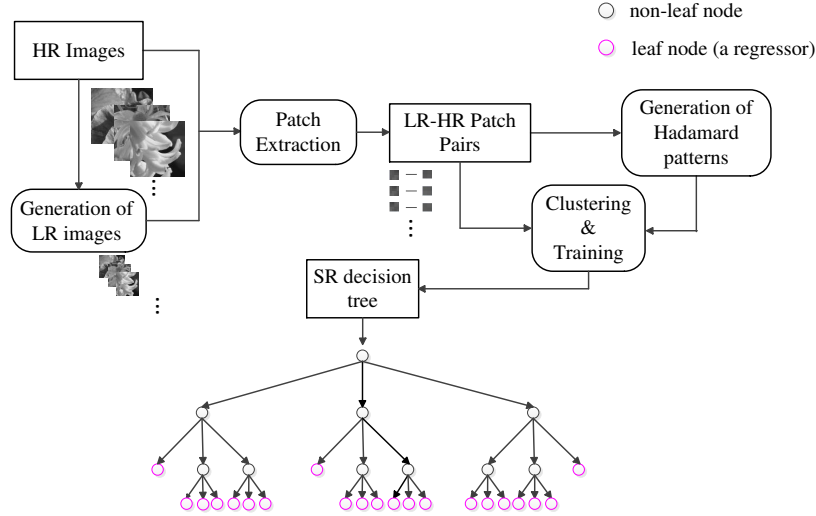 non-leaf node
leaf node (a regressor)
HR Images
Patch
Extraction
LR-HR Patch
Pairs
Generation of
Hadamard
patterns
Generation of
LR images
Clustering
&
Training
SR decision
tree